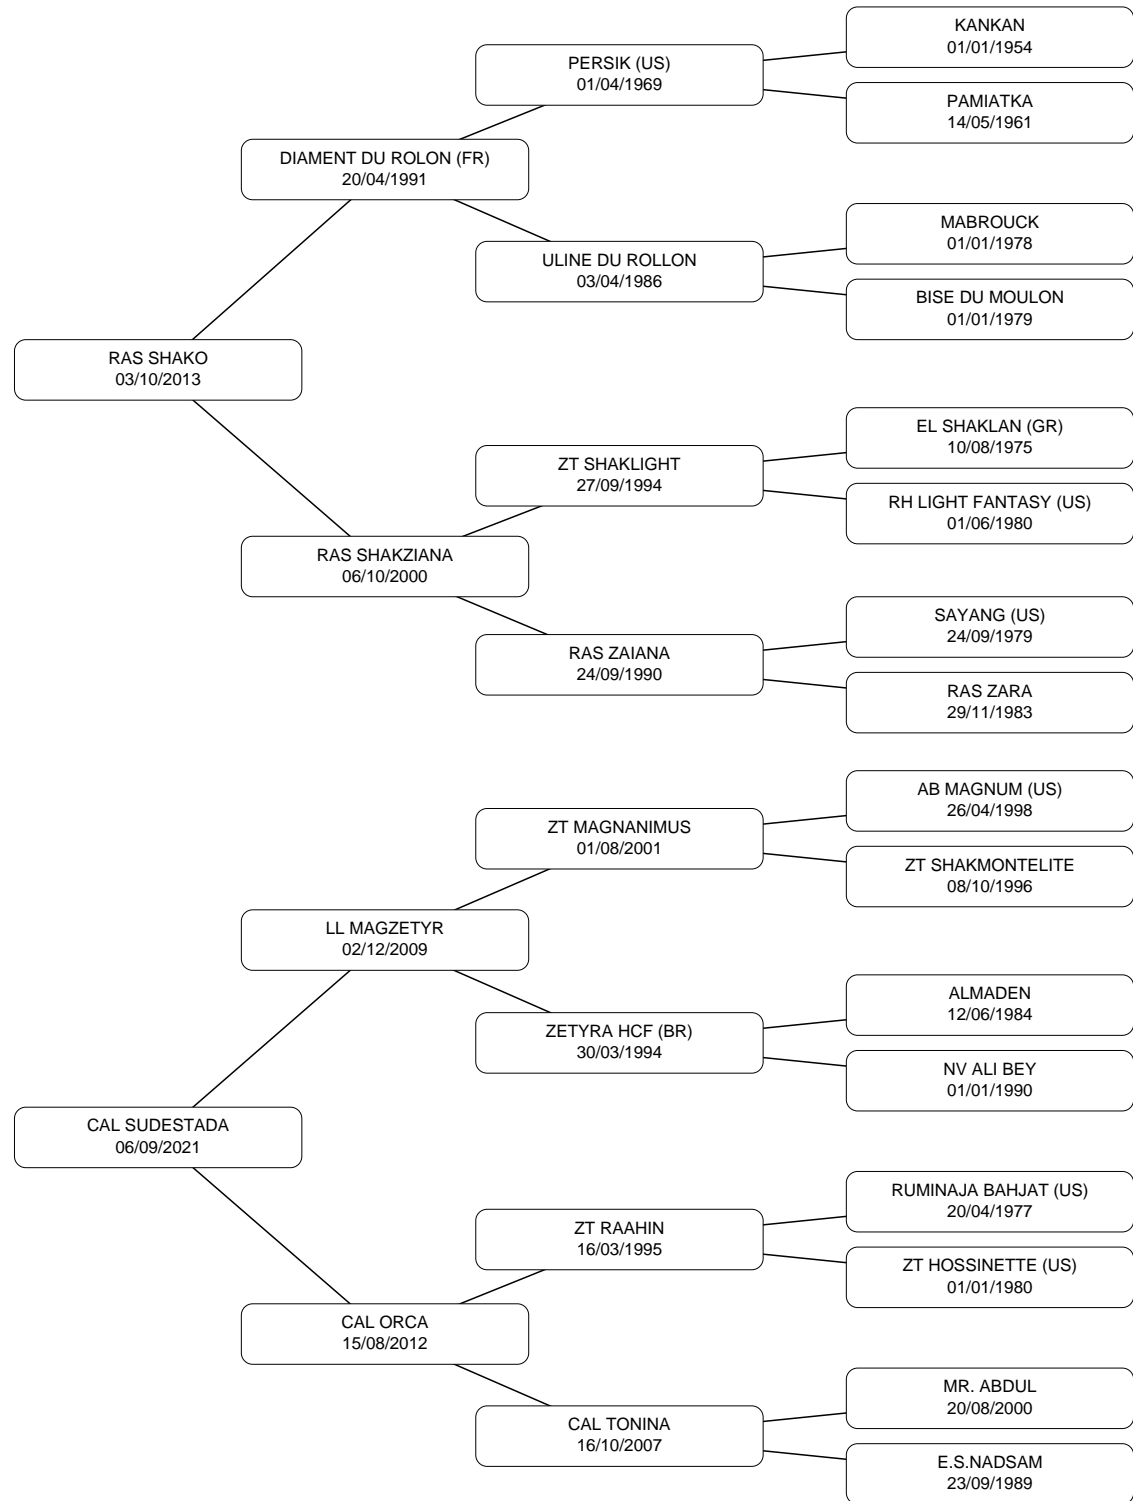 KANKAN
01/01/1954
PERSIK (US)
01/04/1969
PAMIATKA
14/05/1961
DIAMENT DU ROLON (FR)
20/04/1991
MABROUCK
01/01/1978
ULINE DU ROLLON
03/04/1986
BISE DU MOULON
01/01/1979
RAS SHAKO
03/10/2013
EL SHAKLAN (GR)
10/08/1975
ZT SHAKLIGHT
27/09/1994
RH LIGHT FANTASY (US)
01/06/1980
RAS SHAKZIANA
06/10/2000
SAYANG (US)
24/09/1979
RAS ZAIANA
24/09/1990
RAS ZARA
29/11/1983
AB MAGNUM (US)
26/04/1998
ZT MAGNANIMUS
01/08/2001
ZT SHAKMONTELITE
08/10/1996
LL MAGZETYR
02/12/2009
ALMADEN
12/06/1984
ZETYRA HCF (BR)
30/03/1994
NV ALI BEY
01/01/1990
CAL SUDESTADA
06/09/2021
RUMINAJA BAHJAT (US)
20/04/1977
ZT RAAHIN
16/03/1995
ZT HOSSINETTE (US)
01/01/1980
CAL ORCA
15/08/2012
MR. ABDUL
20/08/2000
CAL TONINA
16/10/2007
E.S.NADSAM
23/09/1989